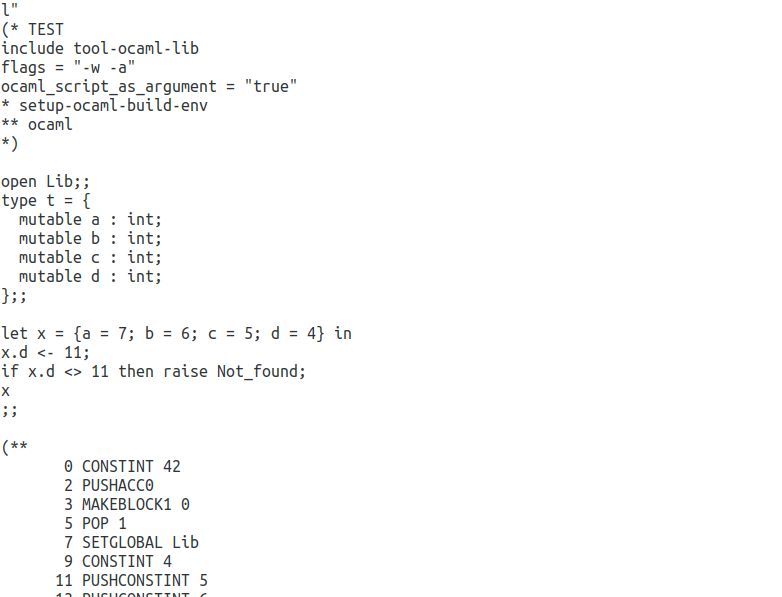 l"
(* TEST
include tool-ocaml-lib
flags = "-w -a"
ocaml_script_as_argument = "true"
* setup-ocaml-build-env
** ocaml
*)

open Lib;;
type t = {
  mutable a : int;
  mutable b : int;
  mutable c : int;
  mutable d : int;
};;

let x = {a = 7; b = 6; c = 5; d = 4} in
x.d <- 11;
if x.d <> 11 then raise Not_found;
x
;;

(**
       0 CONSTINT 42
       2 PUSHACC0
       3 MAKEBLOCK1 0
       5 POP 1
       7 SETGLOBAL Lib
       9 CONSTINT 4
      11 PUSHCONSTINT 5